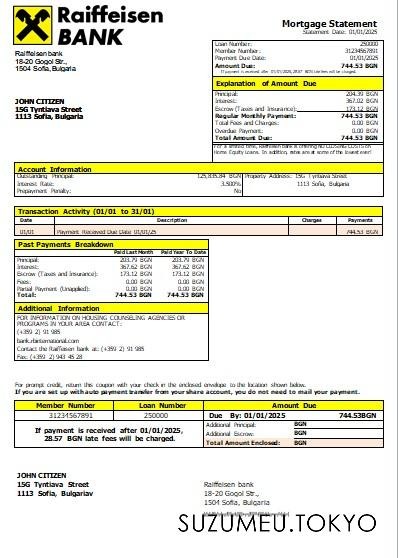 Raiffeisen
BANK
Mortgage Statement
Statement Date: 01/01/2025
Raiffeisen bank
18-20 Gogol Str.,
1504 Sofia,Bulgaria
Loan Number: 250000
Member Number: 31234567891
Payment Due Date: 01/01/2025
Amount Due: 744.53 BGN
If payment is received after 01/01/2025, 28.57 BGN late fees will be charged.
Explanation of Amount Due
Principal: 204.39 BGN
Interest: 367.02 BGN
Escrow (Taxes and Insurance): 173.12 BGN
Regular Monthly Payment: 744.53 BGN
Total Fees and Charges: 0.00 BGN
Overdue Payment: 0.00 BGN
Total Amount Due: 744.53 BGN
For a limited time, Raiffeisen bank is offering NO CLOSING COSTS on
Home Equity Loans. In addition, rates are at some of the lowest ever!
JOHN CITIZEN
15G Tyntiava Street
1113 Sofia, Bulgaria
Account Information
Outstanding Principal: 125,835.84 BGN
Interest Rate: 3.500%
Prepayment Penalty: No
Property Address: 15G Tyntiava Street
1113 Sofia, Bulgaria
Transaction Activity (01/01 to 31/01)
Date Description Charges Payments
01/01 Payment Received Due Date 01/01/25 744.53 BGN
Past Payments Breakdown
Paid Last Month Paid Year To Date
Principal: 203.79 BGN 203.79 BGN
Interest: 367.62 BGN 367.62 BGN
Escrow (Taxes and Insurance): 173.12 BGN 173.12 BGN
Fees: 0.00 BGN 0.00 BGN
Partial Payment (Unapplied): 0.00 BGN 0.00 BGN
Total: 744.53 BGN 744.53 BGN
Additional Information
FOR INFORMATION ON HOUSING COUNSELING AGENCIES OR
PROGRAMS IN YOUR AREA CONTACT:
(+359 2) 91 985
bank.rbinternational.com
Contact the Raiffeisen bank at: (+359 2) 91 985
Fax: (+359 2) 943 45 28
For prompt credit, return this coupon with your check in the enclosed envelope to the location shown below.
If you are set up with auto payment transfer from your share account, you do not need to mail your payment.
Member Number Loan Number Amount Due
31234567891 250000 Due By: 01/01/2025 744.53BGN
If payment is received after 01/01/2025,
28.57 BGN late fees will be charged.
Additional Principal: BGN
Additional Escrow: BGN
Total Amount Enclosed: BGN
JOHN CITIZEN
15G Tyntiava Street
1113 Sofia, Bulgariav
Raiffeisen bank
18-20 Gogol Str.,
1504 Sofia,Bulgaria
SUZUMEU.TOKYO